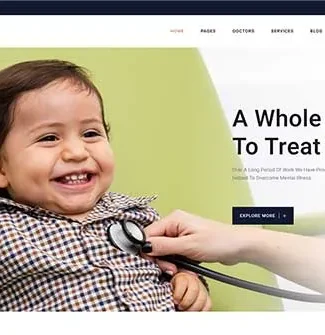 HOME PAGES DOCTORS SERVICES BLOG
A Whole
To Treat
Over A Long Period Of Work We Have
Helped To Overcome Mental Illness.
EXPLORE MORE | +